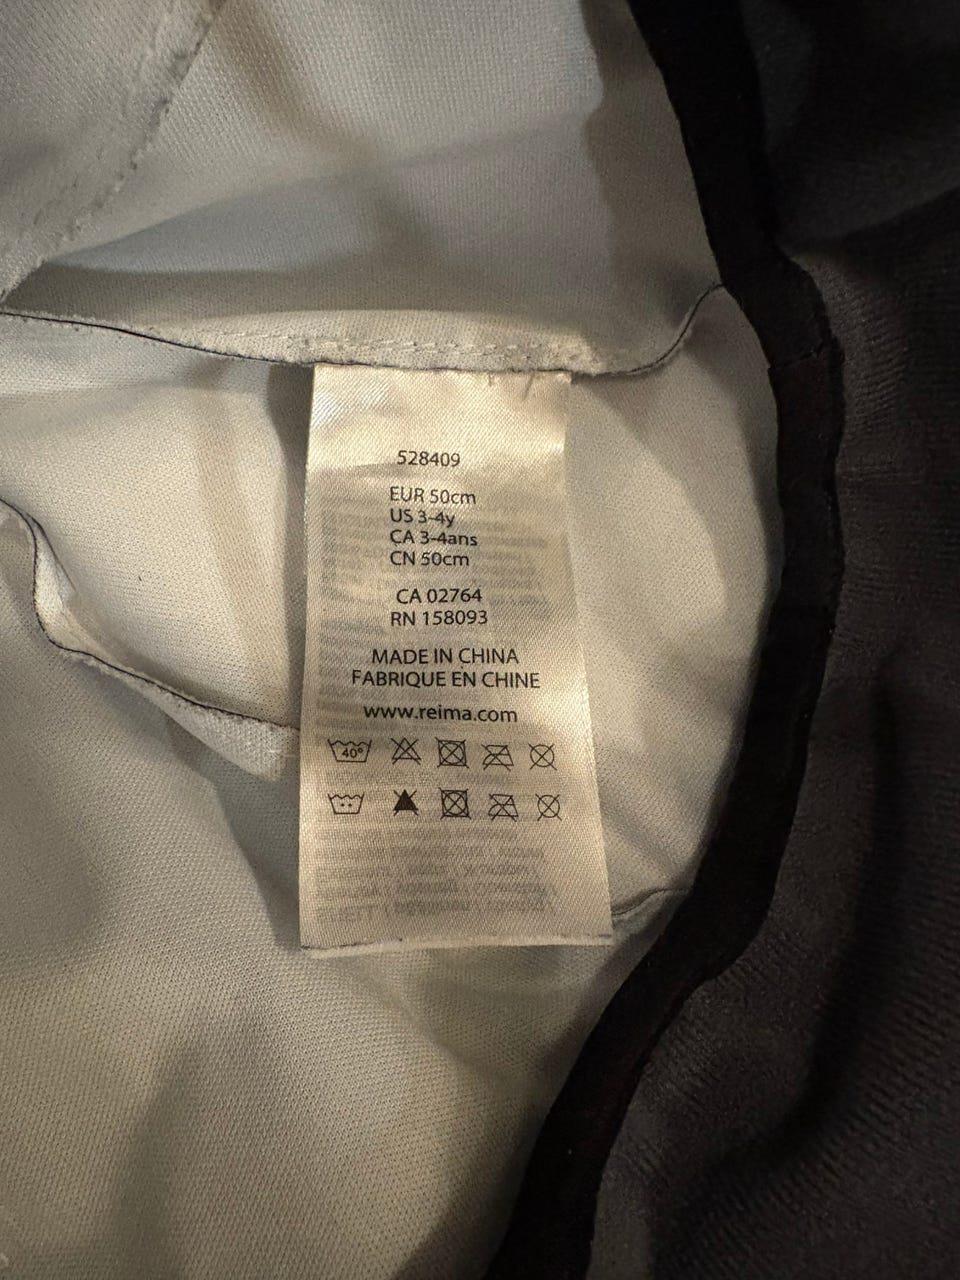 528409
EUR 50cm
US 3-4y
CA 3-4ans
CN 50cm
CA 02764
RN 158093
MADE IN CHINA
FABRIQUE EN CHINE
www.reima.com
40°